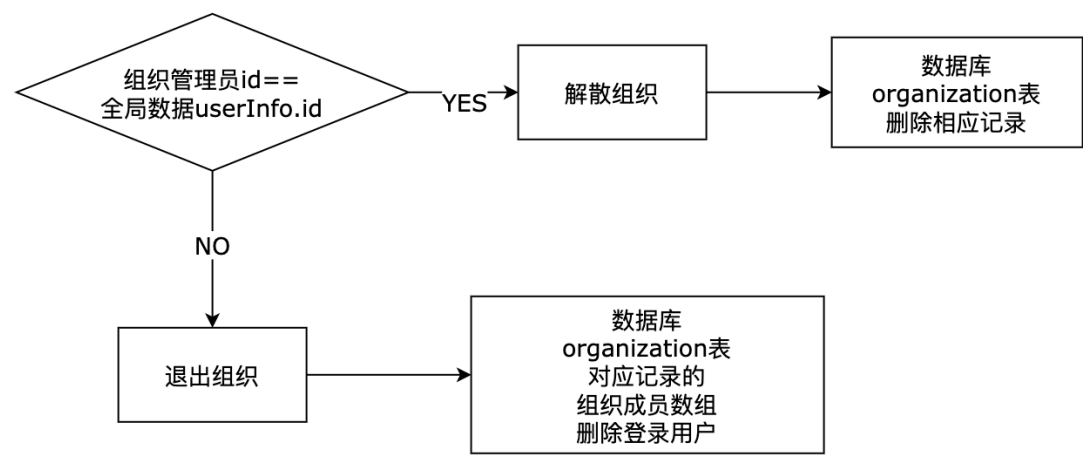 组织管理员id==
全局数据userInfo.id
YES
解散组织
数据库
organization表
删除相应记录
NO
退出组织
数据库
organization表
对应记录的
组织成员数组
删除登录用户